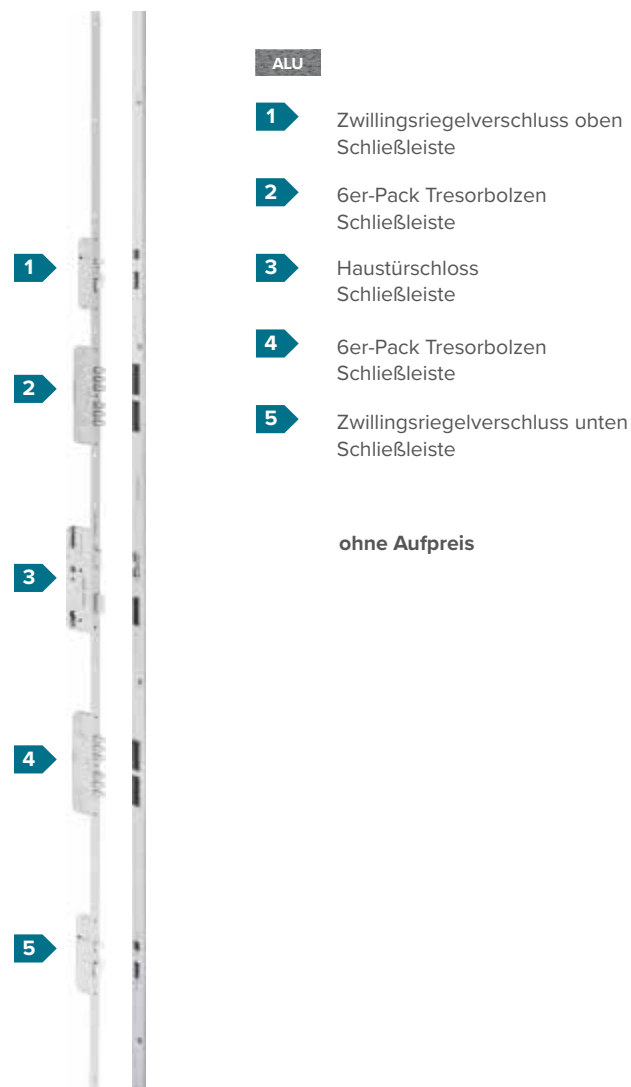 ALU
1
Zwillingsriegelverschluss oben
Schließleiste
2
6er-Pack Tresorbolzen
Schließleiste
3
Haustürschloss
Schließleiste
4
6er-Pack Tresorbolzen
Schließleiste
5
Zwillingsriegelverschluss unten
Schließleiste
ohne Aufpreis
1
2
3
4
5